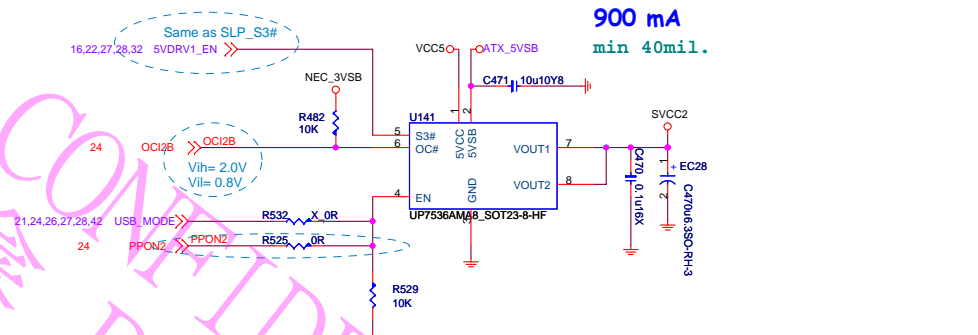 900 mA
min 40mil.
Same as SLP_S3#
16,22,27,28,32 5VDRV1_EN
VCC5
ATX_5VSB
C471 10u10Y8
NEC_3VSB
R482
10K
U141
1
2
SVCC2
5
S3#
5VCC
5VSB
24
OCI2B
OCI2B
6
OC#
VOUT1
7
Vih= 2.0V
Vil= 0.8V
C470
0.1u16X
1
+ EC28
2
C470u6.3SO-RH-3
VOUT2
8
4
EN
GND
UP7536AMA8_SOT23-8-HF
21,24,26,27,28,42 USB_MODE
R532 X_0R
24
PPON2
PPON2
R525 0R
R529
10K
CONFID